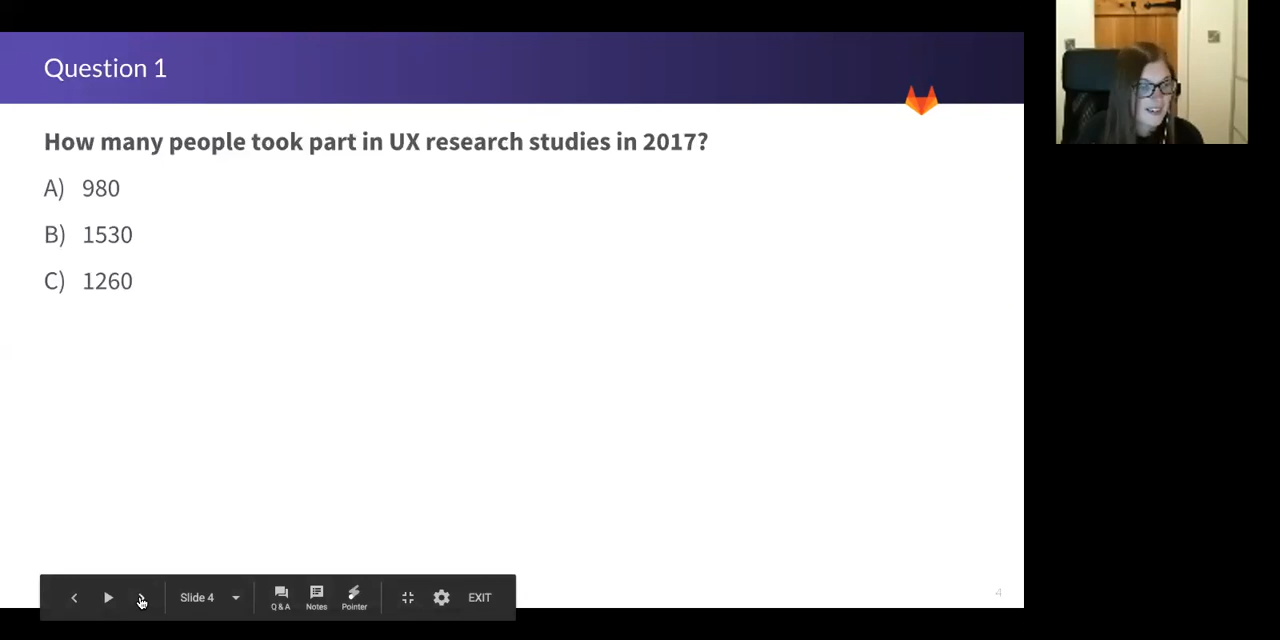 Question 1
How many people took part in UX research studies in 2017?
A) 980
B) 1530
C) 1260
4
Slide 4
Q & A
Notes
Pointer
EXIT